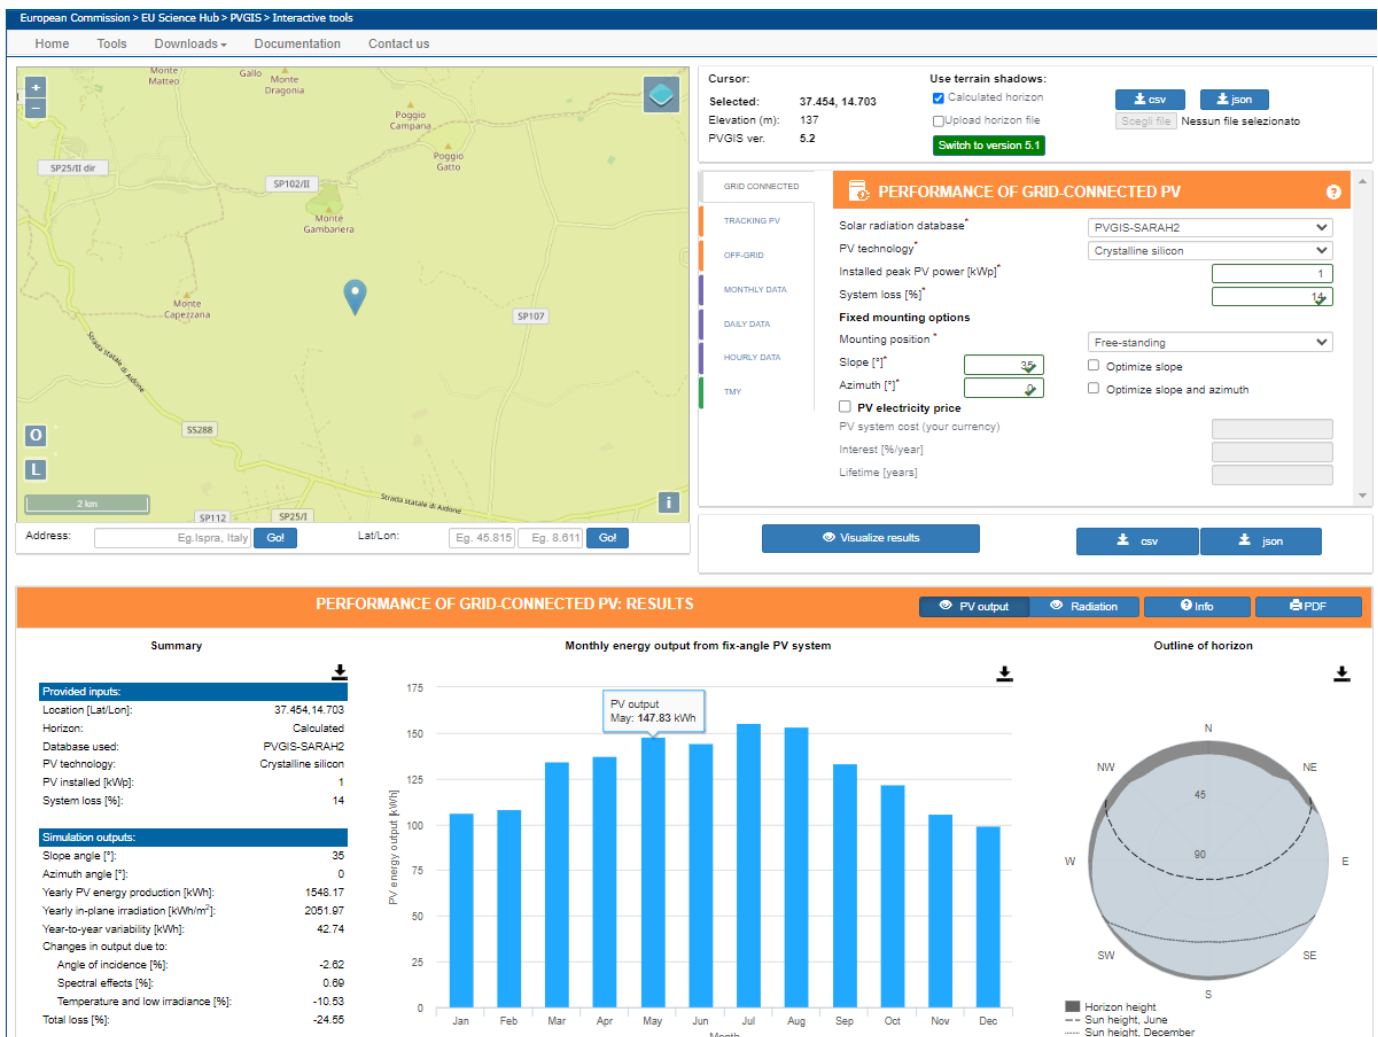 European Commission > EU Science Hub > PVGIS > Interactive tools
Home Tools Downloads Documentation Contact us
Monte Matteo
Gallo
Monte Dragonia
Poggio Campana
Poggio Gatto
SP25/II dir
SP102/II
Monte Gambanera
Monte Capezzana
SP107
Strada statale di Aidone
SS288
O
L
2 km
Strada statale di Aidone
SP112
SP25/I
i
Address: Eg.Ispra, Italy Go! Lat/Lon: Eg. 45.815 Eg. 8.611 Go!
Cursor: Use terrain shadows:
Selected: 37.454, 14.703 Calculated horizon csv json
Elevation (m): 137 Upload horizon file Scegli file Nessun file selezionato
PVGIS ver. 5.2 Switch to version 5.1
GRID CONNECTED
TRACKING PV
OFF-GRID
MONTHLY DATA
DAILY DATA
HOURLY DATA
TMY
PERFORMANCE OF GRID-CONNECTED PV ?
Solar radiation database* PVGIS-SARAH2
PV technology* Crystalline silicon
Installed peak PV power [kWp]* 1
System loss [%]* 14
Fixed mounting options
Mounting position * Free-standing
Slope [°]* 35 Optimize slope
Azimuth [°]* 0 Optimize slope and azimuth
PV electricity price
PV system cost (your currency)
Interest [%/year]
Lifetime [years]
Visualize results csv json
PERFORMANCE OF GRID-CONNECTED PV: RESULTS PV output Radiation Info PDF
Summary
Provided inputs:
Location [Lat/Lon]: 37.454,14.703
Horizon: Calculated
Database used: PVGIS-SARAH2
PV technology: Crystalline silicon
PV installed [kWp]: 1
System loss [%]: 14
Simulation outputs:
Slope angle [°]: 35
Azimuth angle [°]: 0
Yearly PV energy production [kWh]: 1548.17
Yearly in-plane irradiation [kWh/m²]: 2051.97
Year-to-year variability [kWh]: 42.74
Changes in output due to:
Angle of incidence [%]: -2.62
Spectral effects [%]: 0.69
Temperature and low irradiance [%]: -10.53
Total loss [%]: -24.55
Monthly energy output from fix-angle PV system
PV energy output [kWh]
175
150
125
100
75
50
25
0
PV output
May: 147.83 kWh
Jan Feb Mar Apr May Jun Jul Aug Sep Oct Nov Dec
Month
Outline of horizon
N
NW NE
45
90
W E
SW SE
S
Horizon height
Sun height, June
Sun height, December